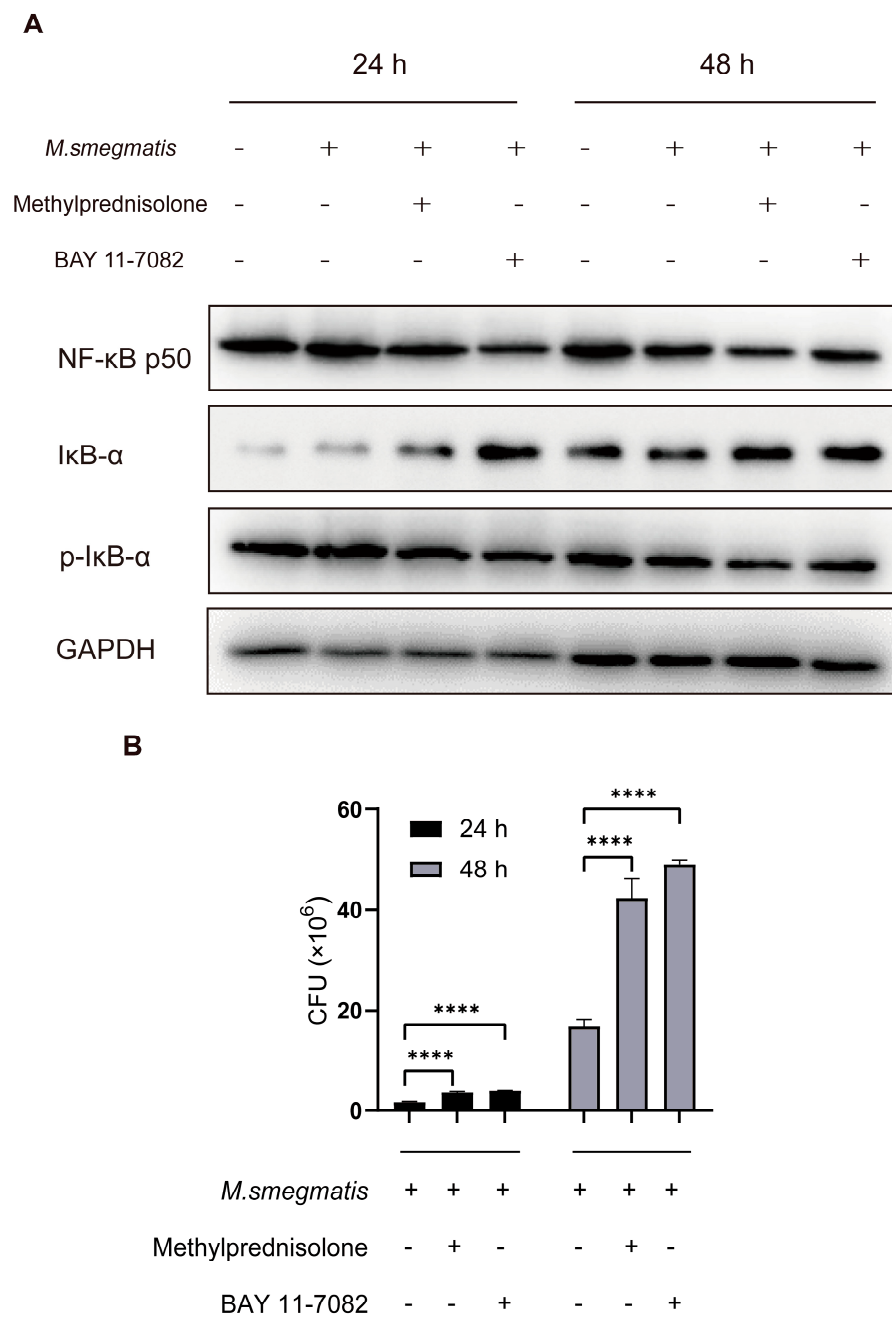 A
24 h 48 h
M.smegmatis - + + + - + + +
Methylprednisolone - - + - - - + -
BAY 11-7082 - - - + - - - +
NF-κB p50
IκB-α
p-IκB-α
GAPDH
B
60
40
20
0
CFU (×10⁶)
24 h
48 h
****
****
****
****
M.smegmatis + + + + + +
Methylprednisolone - + - - + -
BAY 11-7082 - - + - - +